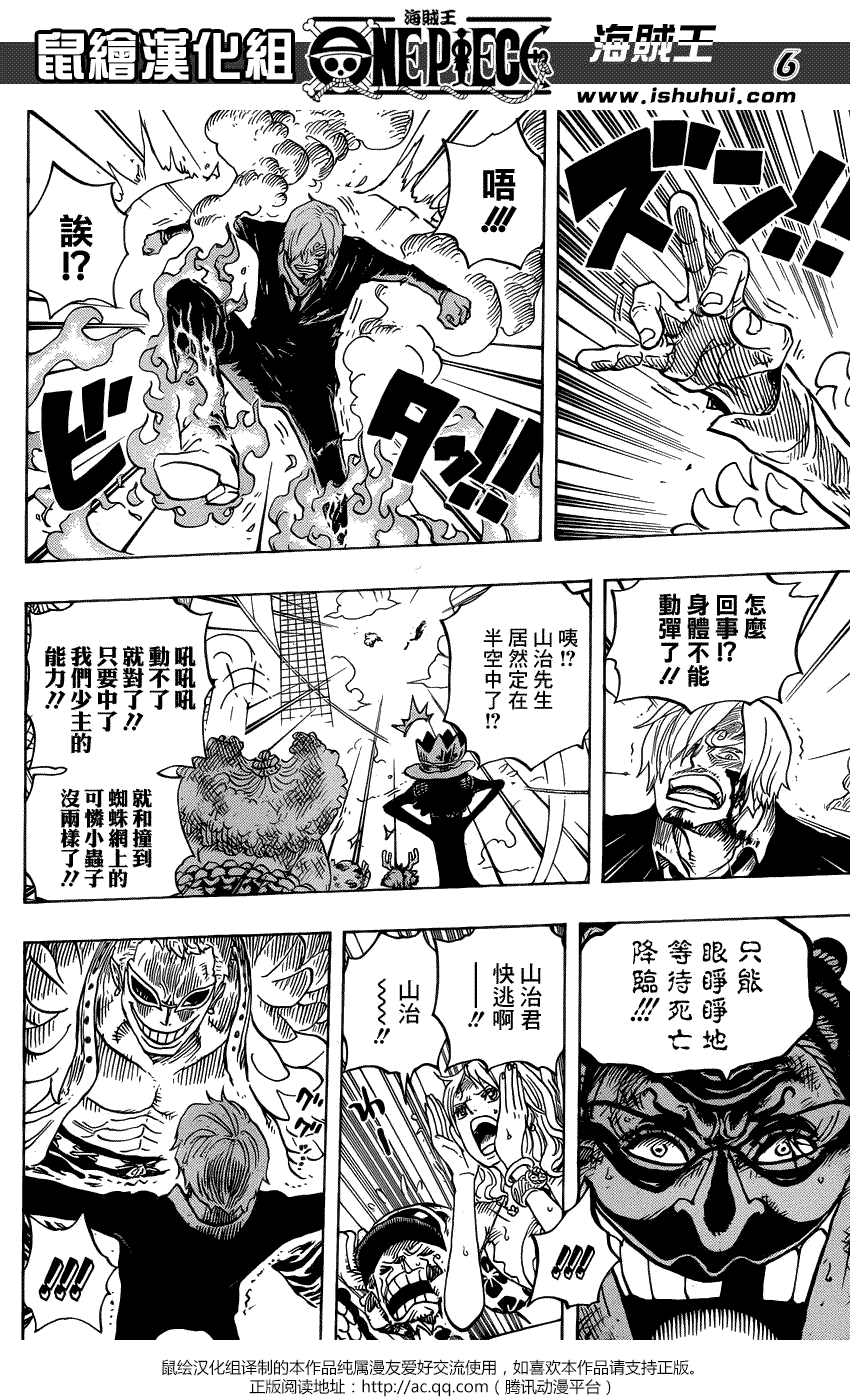 鼠繪漢化組
海賊王
ONE PIECE
海賊王
6
www.ishuhui.com
ズン!!
唔!!!
誒!?
ビタッ!!
怎麼
回事!?
身體不能
動彈了!!
咦!?
山治先生
居然定在
半空中了!?
吼吼吼
動不了
就對了!!
只要中了
我們少主的
能力!!
就和撞到
蜘蛛網上的
可憐小蟲子
沒兩樣了!!
只能
眼睜睜地
等待死亡
降臨!!!
!!!
山治君
快逃啊
——!!
山治
~~~!!
わー
!!!
鼠绘汉化组译制的本作品纯属漫友爱好交流使用，如喜欢本作品请支持正版。
正版阅读地址：http://ac.qq.com（腾讯动漫平台）